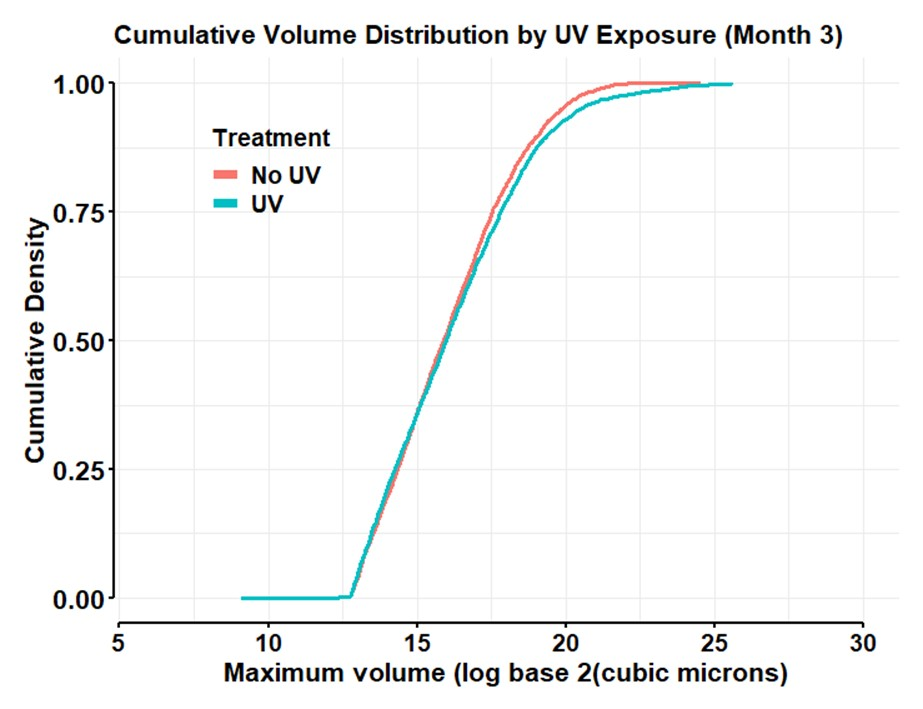 Cumulative Volume Distribution by UV Exposure (Month 3)
1.00
0.75
0.50
0.25
0.00
Cumulative Density
Treatment
No UV
UV
5 10 15 20 25 30
Maximum volume (log base 2(cubic microns)